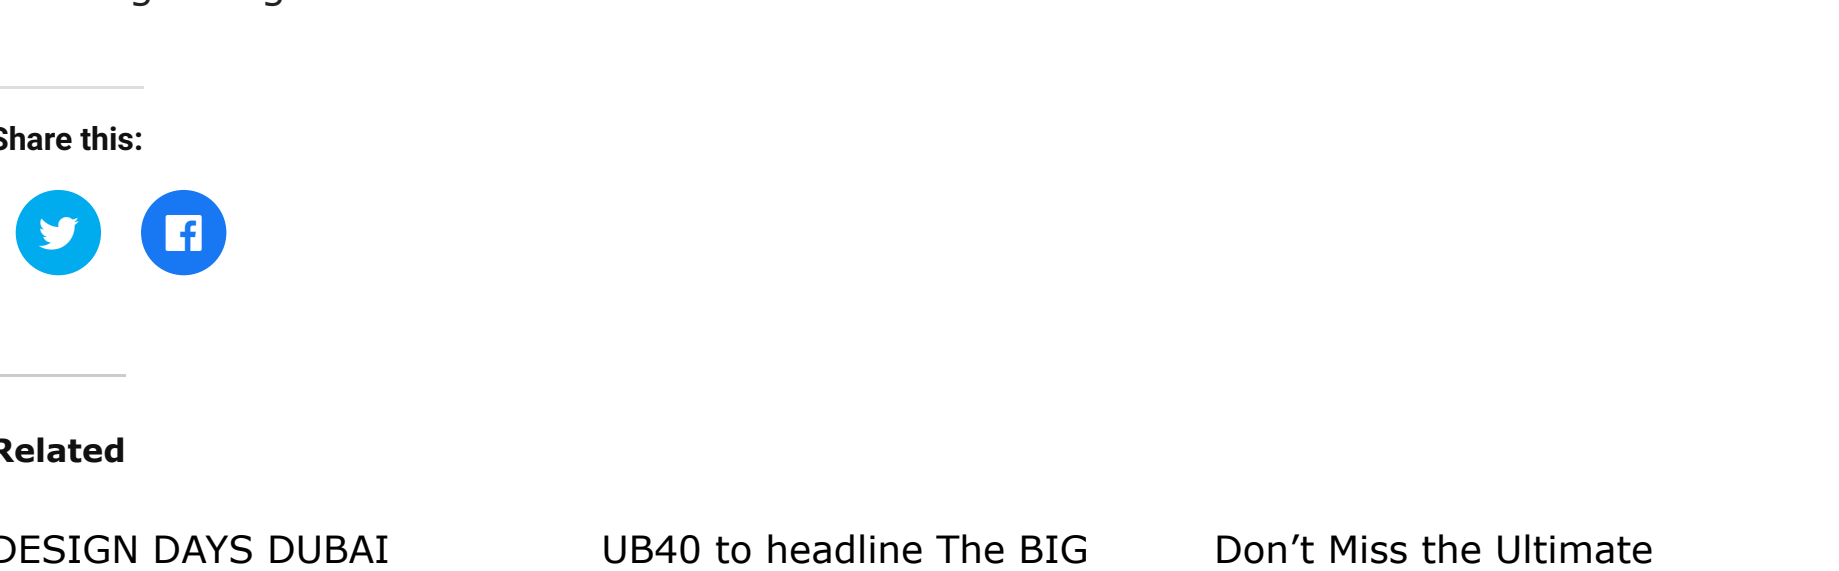 Share this:
Related
DESIGN DAYS DUBAI
UB40 to headline The BIG
Don’t Miss the Ultimate